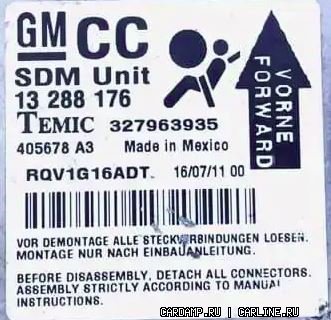 GM CC
SDM Unit
13 288 176
TEMIC 327963935
405678 A3 Made in Mexico
RQV1G16ADT. 16/07/11 00
VORNE
FORWARD
VOR DEMONTAGE ALLE STECKVERBINDUNGEN LOESEN.
MONTAGE NUR NACH EINBAUANLEITUNG.
BEFORE DISASSEMBLY, DETACH ALL CONNECTORS.
ASSEMBLY STRICTLY ACCORDING TO MANUAL
INSTRUCTIONS.
CARDAMP.RU | CARLINE.RU